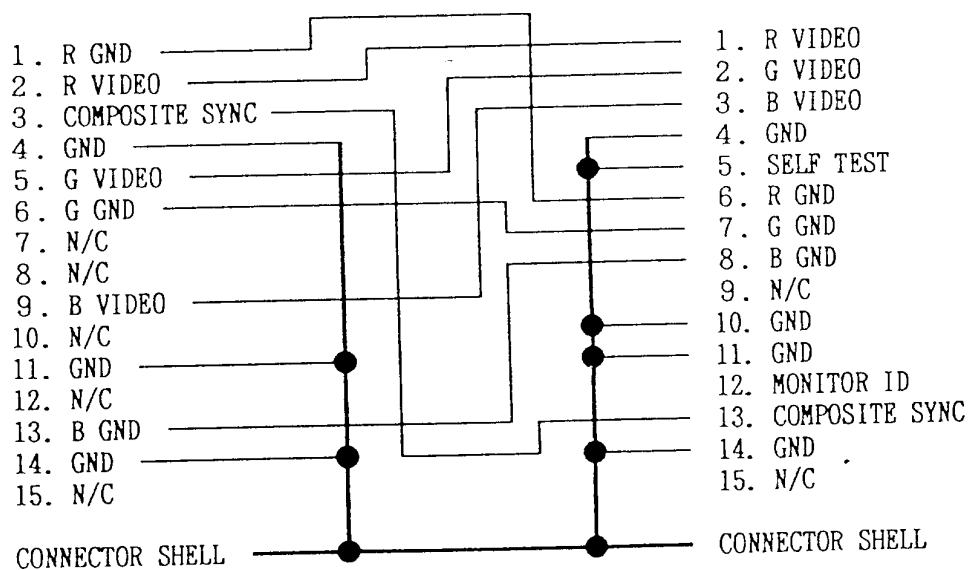 1. R GND
2. R VIDEO
3. COMPOSITE SYNC
4. GND
5. G VIDEO
6. G GND
7. N/C
8. N/C
9. B VIDEO
10. N/C
11. GND
12. N/C
13. B GND
14. GND
15. N/C
CONNECTOR SHELL
1. R VIDEO
2. G VIDEO
3. B VIDEO
4. GND
5. SELF TEST
6. R GND
7. G GND
8. B GND
9. N/C
10. GND
11. GND
12. MONITOR ID
13. COMPOSITE SYNC
14. GND
15. N/C
CONNECTOR SHELL